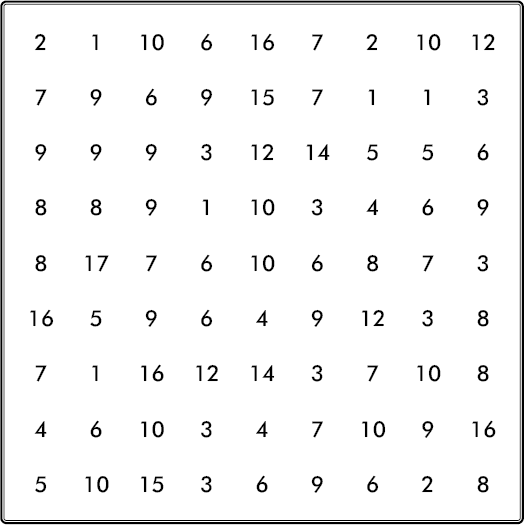 2 1 10 6 16 7 2 10 12
7 9 6 9 15 7 1 1 3
9 9 9 3 12 14 5 5 6
8 8 9 1 10 3 4 6 9
8 17 7 6 10 6 8 7 3
16 5 9 6 4 9 12 3 8
7 1 16 12 14 3 7 10 8
4 6 10 3 4 7 10 9 16
5 10 15 3 6 9 6 2 8